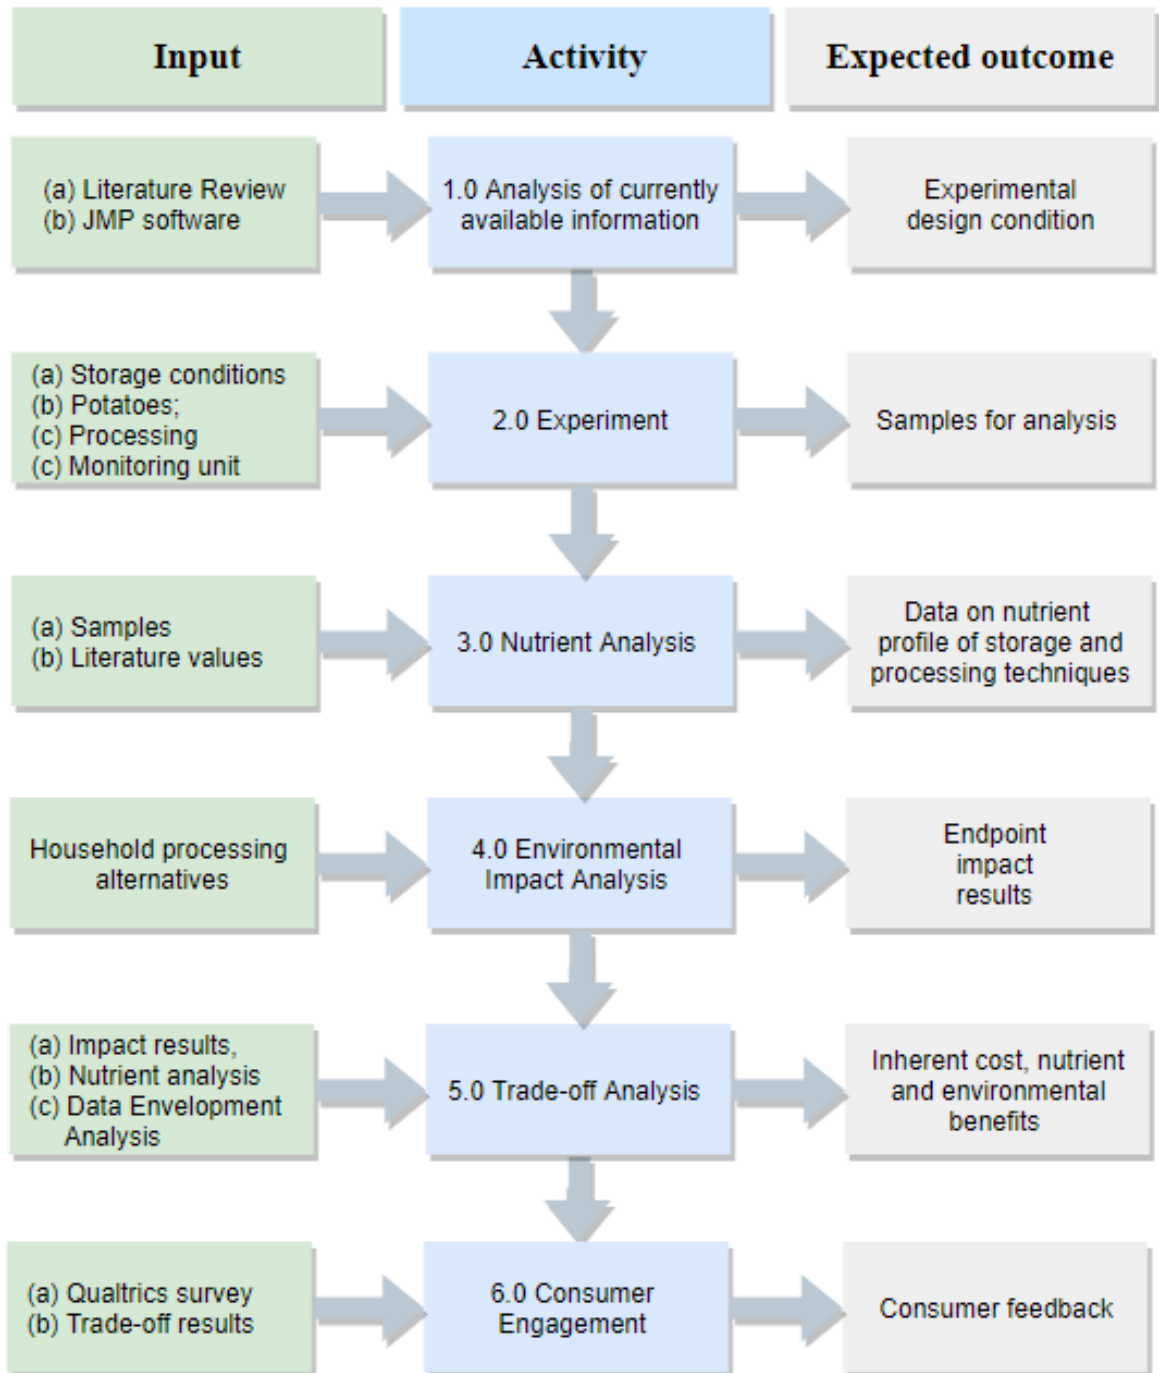 Input
Activity
Expected outcome
(a) Literature Review
(b) JMP software
1.0 Analysis of currently
available information
Experimental
design condition
(a) Storage conditions
(b) Potatoes;
(c) Processing
(c) Monitoring unit
2.0 Experiment
Samples for analysis
(a) Samples
(b) Literature values
3.0 Nutrient Analysis
Data on nutrient
profile of storage and
processing techniques
Household processing
alternatives
4.0 Environmental
Impact Analysis
Endpoint
impact
results
(a) Impact results,
(b) Nutrient analysis
(c) Data Envelopment
Analysis
5.0 Trade-off Analysis
Inherent cost, nutrient
and environmental
benefits
(a) Qualtrics survey
(b) Trade-off results
6.0 Consumer
Engagement
Consumer feedback